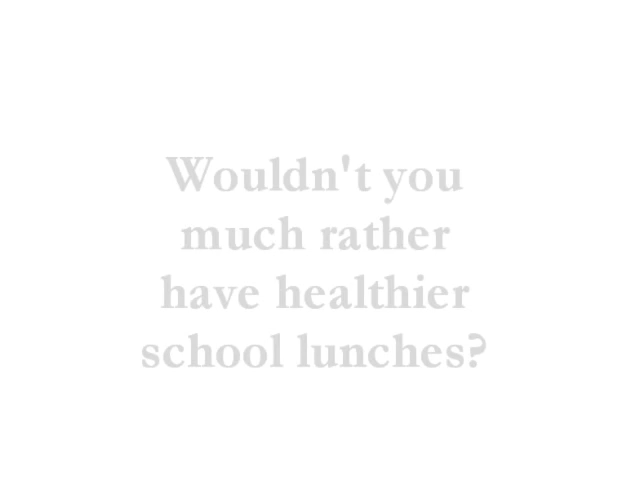 Wouldn't you
much rather
have healthier
school lunches?